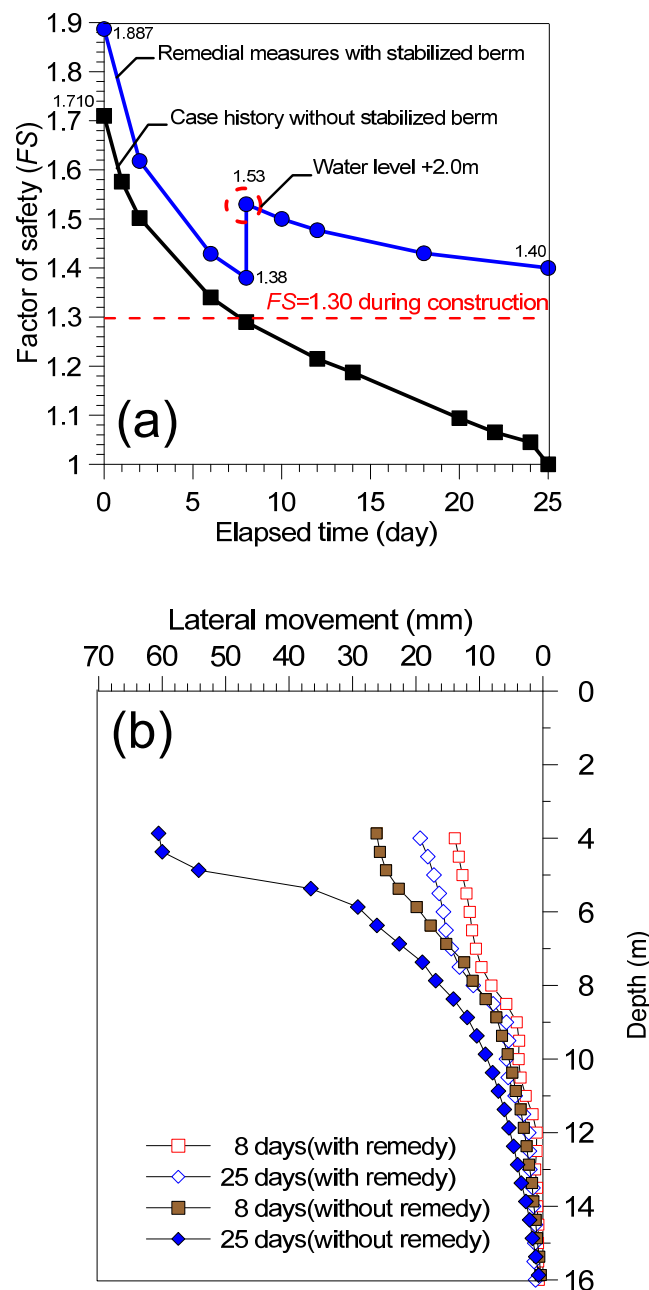 1.9
1.887
Remedial measures with stabilized berm
1.8
1.710
1.7
Case history without stabilized berm
1.6
1.53
Water level +2.0m
1.5
1.40
1.4
1.38
FS=1.30 during construction
1.3
1.2
1.1
1
(a)
Factor of safety (FS)
0 5 10 15 20 25
Elapsed time (day)
Lateral movement (mm)
70 60 50 40 30 20 10 0
(b)
0
2
4
6
8
10
12
14
16
Depth (m)
8 days(with remedy)
25 days(with remedy)
8 days(without remedy)
25 days(without remedy)